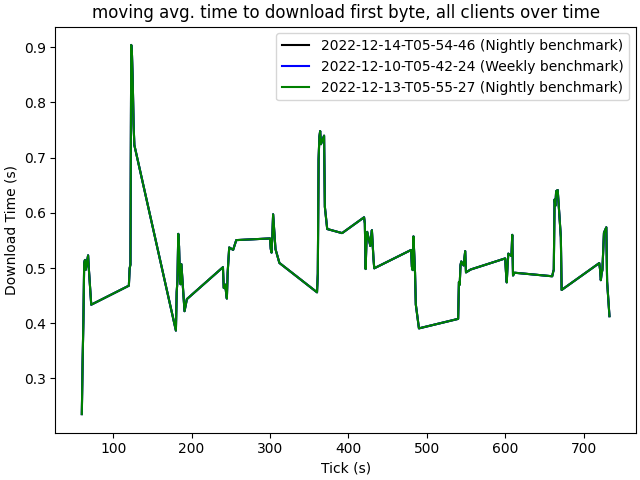 moving avg. time to download first byte, all clients over time
2022-12-14-T05-54-46 (Nightly benchmark)
2022-12-10-T05-42-24 (Weekly benchmark)
2022-12-13-T05-55-27 (Nightly benchmark)
Download Time (s)
0.9
0.8
0.7
0.6
0.5
0.4
0.3
100 200 300 400 500 600 700
Tick (s)